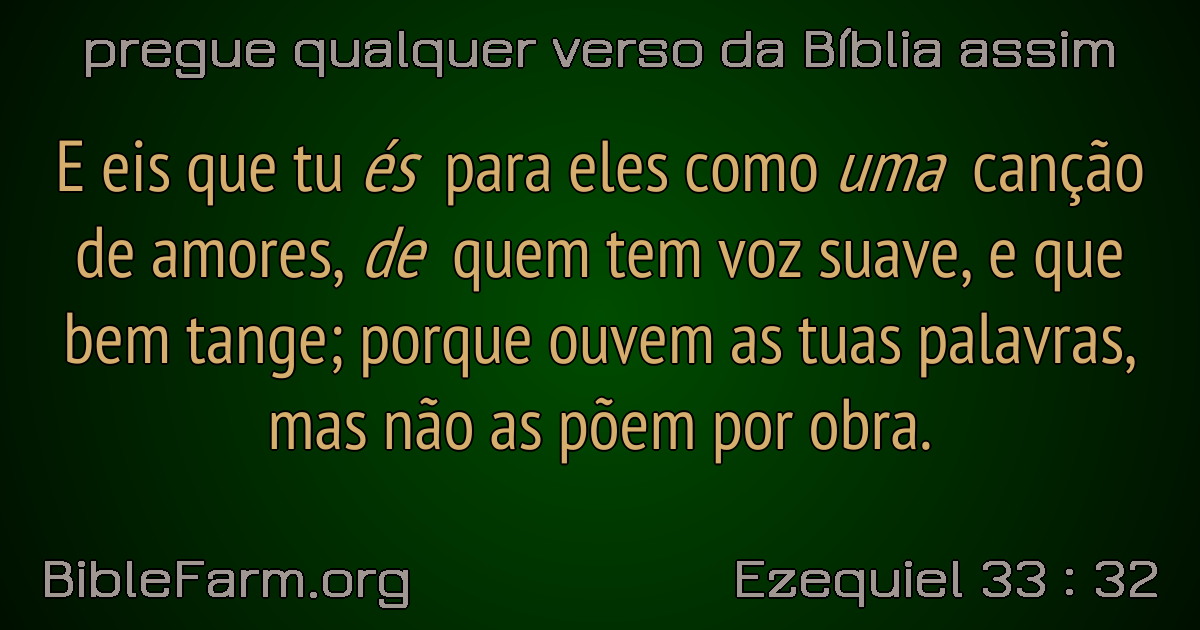 pregue qualquer verso da Bíblia assim
E eis que tu és para eles como uma canção
de amores, de quem tem voz suave, e que
bem tange; porque ouvem as tuas palavras,
mas não as põem por obra.
BibleFarm.org
Ezequiel 33 : 32